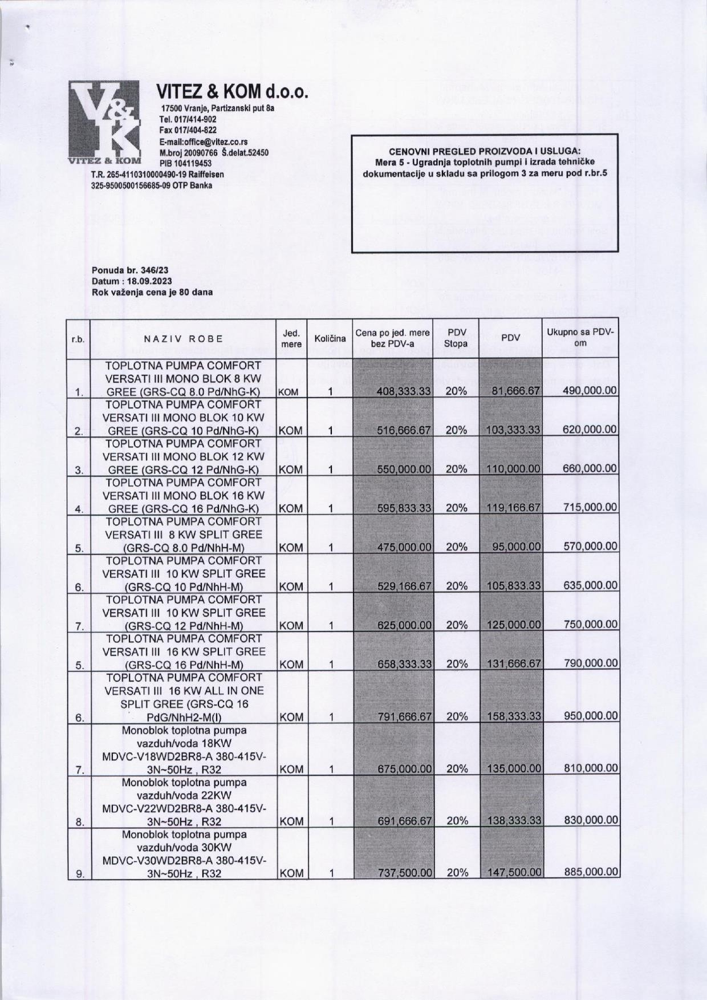 V&K
VITEZ & KOM
VITEZ & KOM d.o.o.
17500 Vranje, Partizanski put 8a
Tel. 017/414-902
Fax 017/404-822
E-mail:office@vitez.co.rs
M.broj 20090766 Š.delat.52450
PIB 104119453
T.R. 265-4110310000490-19 Raiffeisen
325-9500500156685-09 OTP Banka
CENOVNI PREGLED PROIZVODA I USLUGA:
Mera 5 - Ugradnja toplotnih pumpi i izrada tehničke
dokumentacije u skladu sa prilogom 3 za meru pod r.br.5
Ponuda br. 346/23
Datum : 18.09.2023
Rok važenja cena je 80 dana
r.b. NAZIV ROBE Jed. mere Količina Cena po jed. mere bez PDV-a PDV Stopa PDV Ukupno sa PDV-om
TOPLOTNA PUMPA COMFORT
VERSATI III MONO BLOK 8 KW
1. GREE (GRS-CQ 8.0 Pd/NhG-K) KOM 1 408,333.33 20% 81,666.67 490,000.00
TOPLOTNA PUMPA COMFORT
VERSATI III MONO BLOK 10 KW
2. GREE (GRS-CQ 10 Pd/NhG-K) KOM 1 516,666.67 20% 103,333.33 620,000.00
TOPLOTNA PUMPA COMFORT
VERSATI III MONO BLOK 12 KW
3. GREE (GRS-CQ 12 Pd/NhG-K) KOM 1 550,000.00 20% 110,000.00 660,000.00
TOPLOTNA PUMPA COMFORT
VERSATI III MONO BLOK 16 KW
4. GREE (GRS-CQ 16 Pd/NhG-K) KOM 1 595,833.33 20% 119,166.67 715,000.00
TOPLOTNA PUMPA COMFORT
VERSATI III 8 KW SPLIT GREE
5. (GRS-CQ 8.0 Pd/NhH-M) KOM 1 475,000.00 20% 95,000.00 570,000.00
TOPLOTNA PUMPA COMFORT
VERSATI III 10 KW SPLIT GREE
6. (GRS-CQ 10 Pd/NhH-M) KOM 1 529,166.67 20% 105,833.33 635,000.00
TOPLOTNA PUMPA COMFORT
VERSATI III 10 KW SPLIT GREE
7. (GRS-CQ 12 Pd/NhH-M) KOM 1 625,000.00 20% 125,000.00 750,000.00
TOPLOTNA PUMPA COMFORT
VERSATI III 16 KW SPLIT GREE
5. (GRS-CQ 16 Pd/NhH-M) KOM 1 658,333.33 20% 131,666.67 790,000.00
TOPLOTNA PUMPA COMFORT
VERSATI III 16 KW ALL IN ONE
SPLIT GREE (GRS-CQ 16
6. PdG/NhH2-M(I) KOM 1 791,666.67 20% 158,333.33 950,000.00
Monoblok toplotna pumpa
vazduh/voda 18KW
MDVC-V18WD2BR8-A 380-415V-
7. 3N~50Hz , R32 KOM 1 675,000.00 20% 135,000.00 810,000.00
Monoblok toplotna pumpa
vazduh/voda 22KW
MDVC-V22WD2BR8-A 380-415V-
8. 3N~50Hz , R32 KOM 1 691,666.67 20% 138,333.33 830,000.00
Monoblok toplotna pumpa
vazduh/voda 30KW
MDVC-V30WD2BR8-A 380-415V-
9. 3N~50Hz , R32 KOM 1 737,500.00 20% 147,500.00 885,000.00